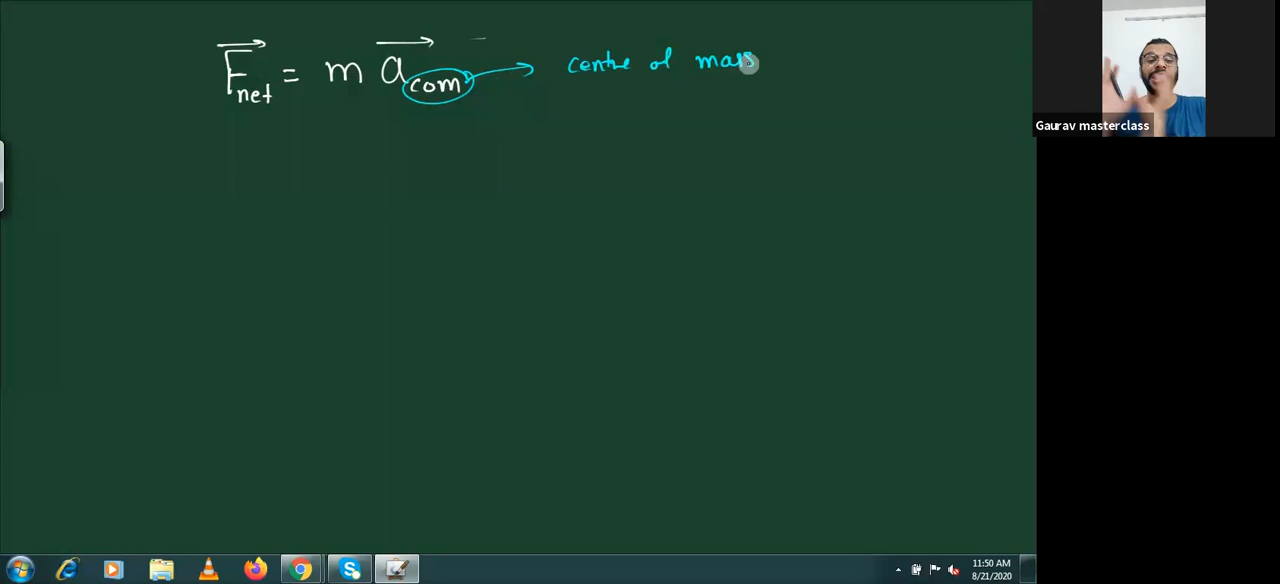 F⃗net = m a⃗com → centre of mass
Gaurav masterclass
11:50 AM
8/21/2020